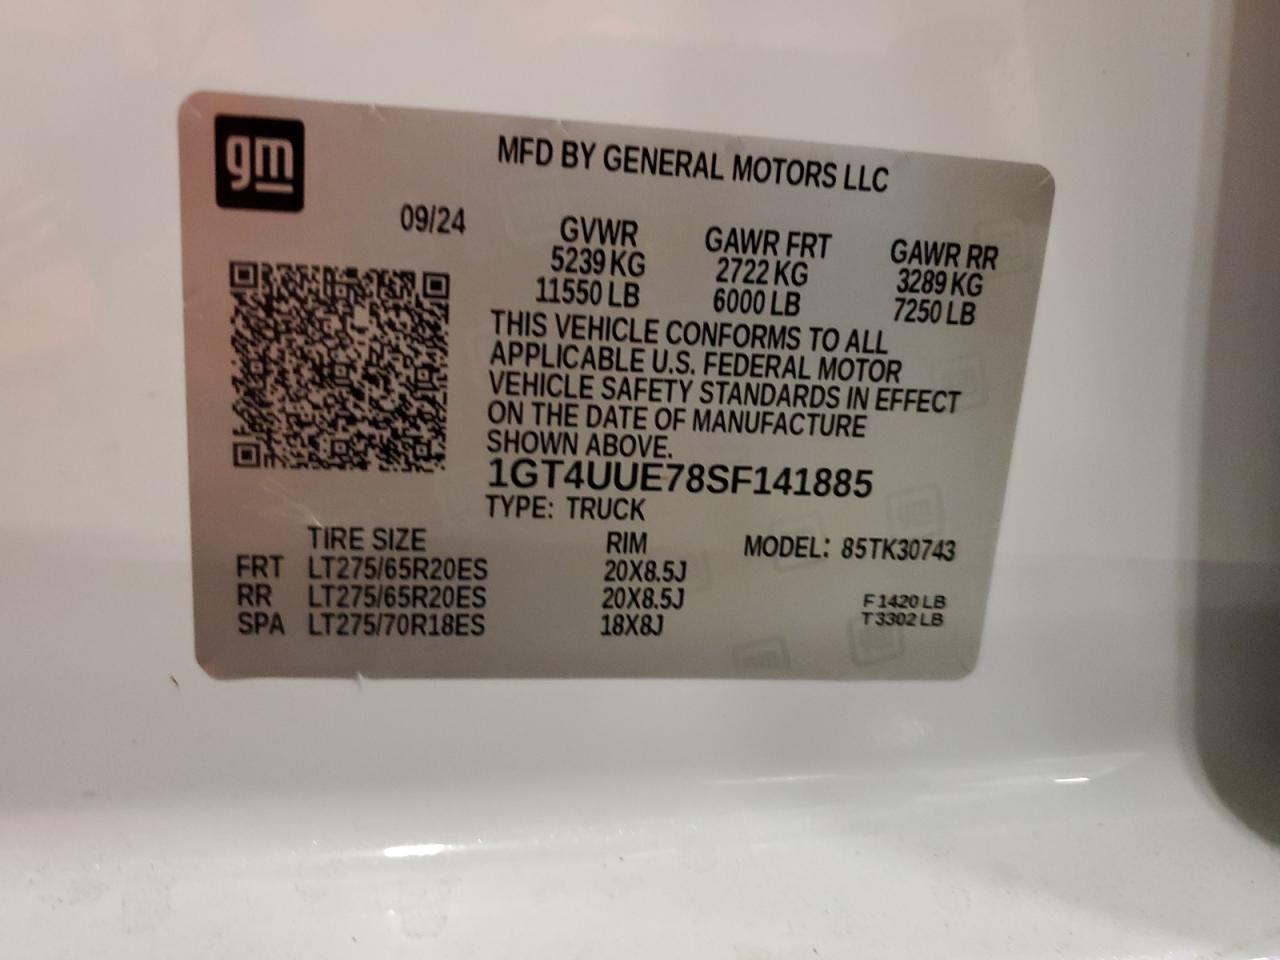 gm
MFD BY GENERAL MOTORS LLC
09/24
GVWR GAWR FRT GAWR RR
5239 KG 2722 KG 3289 KG
11550 LB 6000 LB 7250 LB
THIS VEHICLE CONFORMS TO ALL
APPLICABLE U.S. FEDERAL MOTOR
VEHICLE SAFETY STANDARDS IN EFFECT
ON THE DATE OF MANUFACTURE
SHOWN ABOVE.
1GT4UUE78SF141885
TYPE: TRUCK
TIRE SIZE RIM MODEL: 85TK30743
FRT LT275/65R20ES 20X8.5J
RR LT275/65R20ES 20X8.5J F 1420 LB
SPA LT275/70R18ES 18X8J T 3302 LB